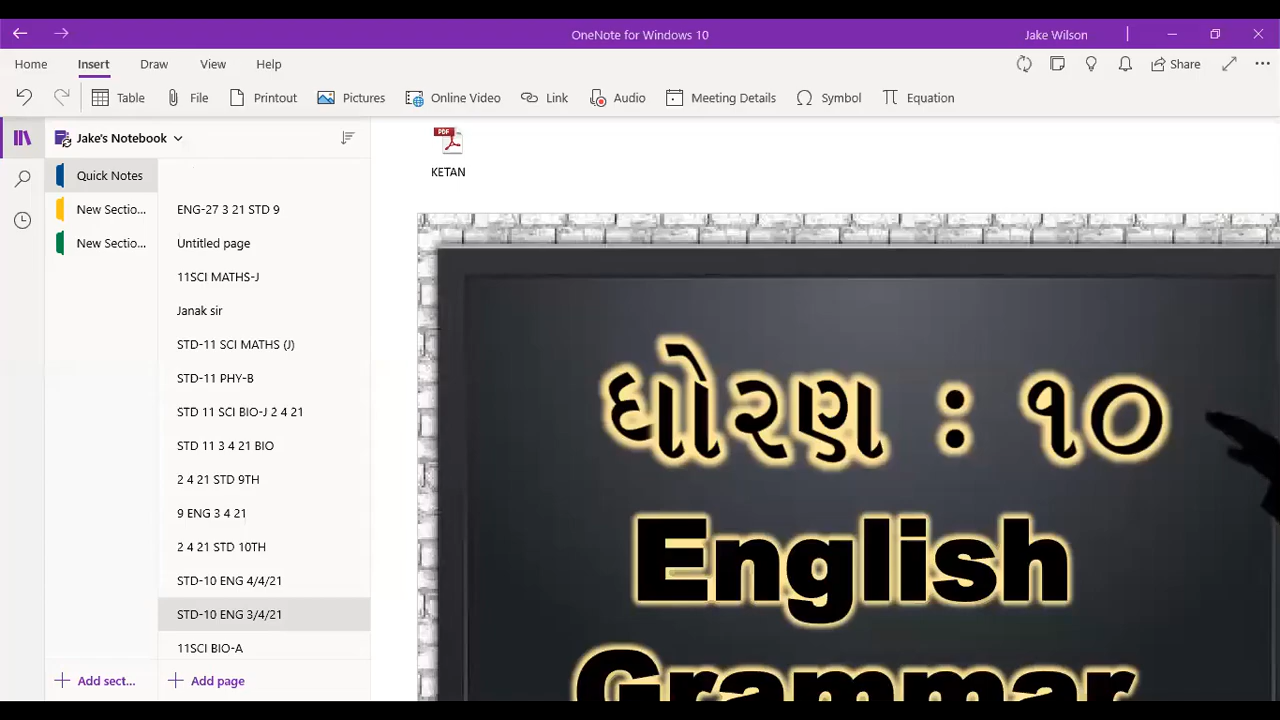 OneNote for Windows 10
Jake Wilson
Home
Insert
Draw
View
Help
Share
Table
File
Printout
Pictures
Online Video
Link
Audio
Meeting Details
Symbol
Equation
Jake's Notebook
Quick Notes
New Sectio...
New Sectio...
ENG-27 3 21 STD 9
Untitled page
11SCI MATHS-J
Janak sir
STD-11 SCI MATHS (J)
STD-11 PHY-B
STD 11 SCI BIO-J 2 4 21
STD 11 3 4 21 BIO
2 4 21 STD 9TH
9 ENG 3 4 21
2 4 21 STD 10TH
STD-10 ENG 4/4/21
STD-10 ENG 3/4/21
11SCI BIO-A
Add sect...
Add page
PDF
KETAN
ધોરણ : ૧૦
English
Grammar